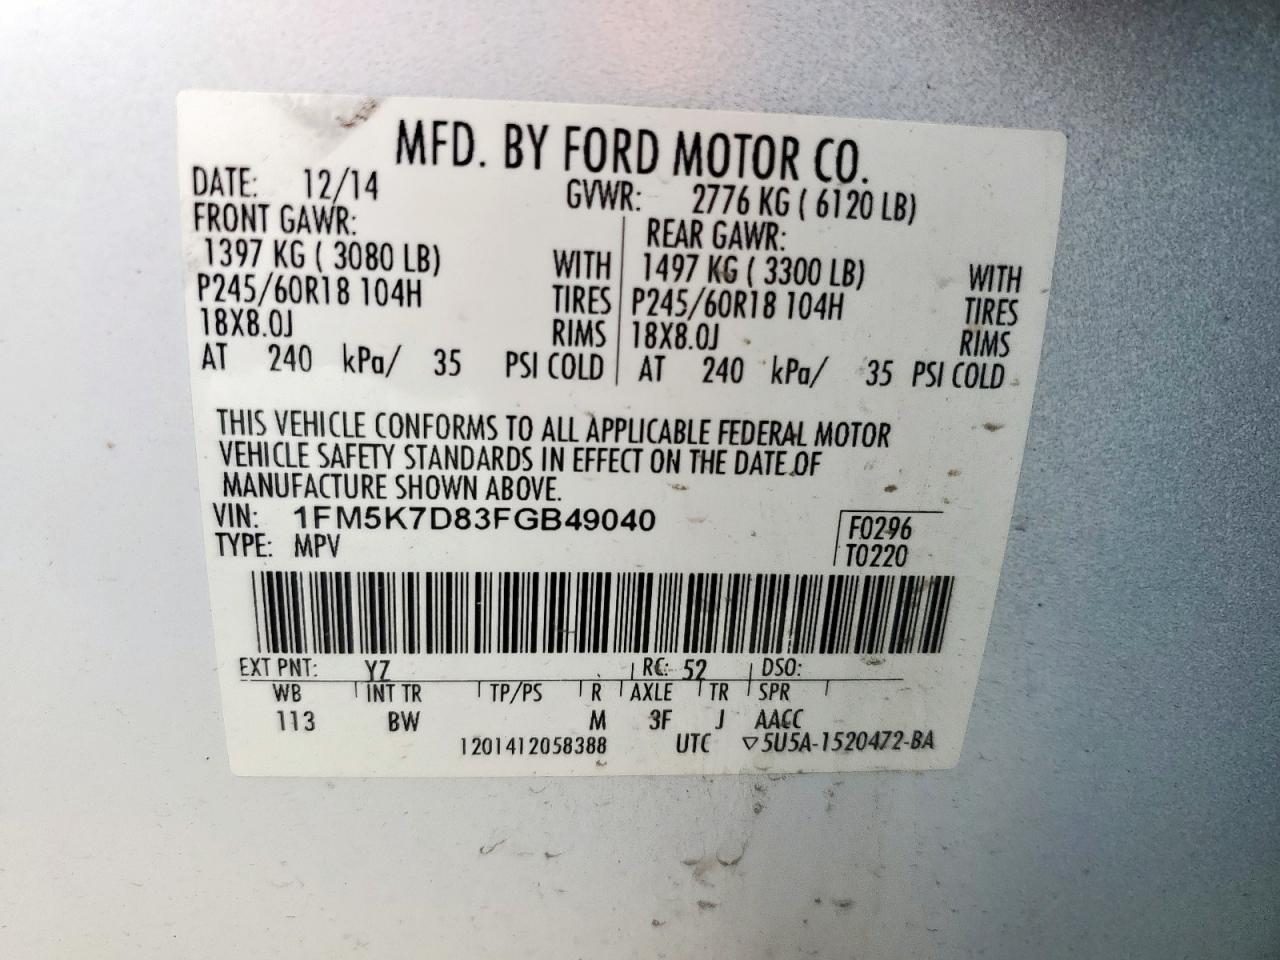 MFD. BY FORD MOTOR CO.
DATE: 12/14 GVWR: 2776 KG ( 6120 LB)
FRONT GAWR: REAR GAWR:
1397 KG ( 3080 LB) WITH 1497 KG ( 3300 LB) WITH
P245/60R18 104H TIRES P245/60R18 104H TIRES
18X8.0J RIMS 18X8.0J RIMS
AT 240 kPa/ 35 PSI COLD AT 240 kPa/ 35 PSI COLD
THIS VEHICLE CONFORMS TO ALL APPLICABLE FEDERAL MOTOR
VEHICLE SAFETY STANDARDS IN EFFECT ON THE DATE OF
MANUFACTURE SHOWN ABOVE.
VIN: 1FM5K7D83FGB49040 F0296
TYPE: MPV T0220
EXT PNT: YZ RC: 52 DSO:
WB INT TR TP/PS R AXLE TR SPR
113 BW M 3F J AACC
1201412058388 UTC ▽5U5A-1520472-BA